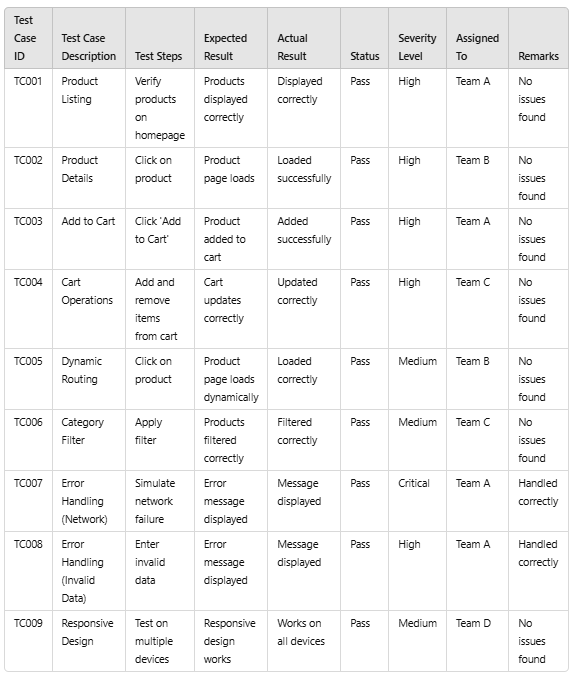 Test Case ID | Test Case Description | Test Steps | Expected Result | Actual Result | Status | Severity Level | Assigned To | Remarks
TC001 | Product Listing | Verify products on homepage | Products displayed correctly | Displayed correctly | Pass | High | Team A | No issues found
TC002 | Product Details | Click on product | Product page loads | Loaded successfully | Pass | High | Team B | No issues found
TC003 | Add to Cart | Click 'Add to Cart' | Product added to cart | Added successfully | Pass | High | Team A | No issues found
TC004 | Cart Operations | Add and remove items from cart | Cart updates correctly | Updated correctly | Pass | High | Team C | No issues found
TC005 | Dynamic Routing | Click on product | Product page loads dynamically | Loaded correctly | Pass | Medium | Team B | No issues found
TC006 | Category Filter | Apply filter | Products filtered correctly | Filtered correctly | Pass | Medium | Team C | No issues found
TC007 | Error Handling (Network) | Simulate network failure | Error message displayed | Message displayed | Pass | Critical | Team A | Handled correctly
TC008 | Error Handling (Invalid Data) | Enter invalid data | Error message displayed | Message displayed | Pass | High | Team A | Handled correctly
TC009 | Responsive Design | Test on multiple devices | Responsive design works | Works on all devices | Pass | Medium | Team D | No issues found